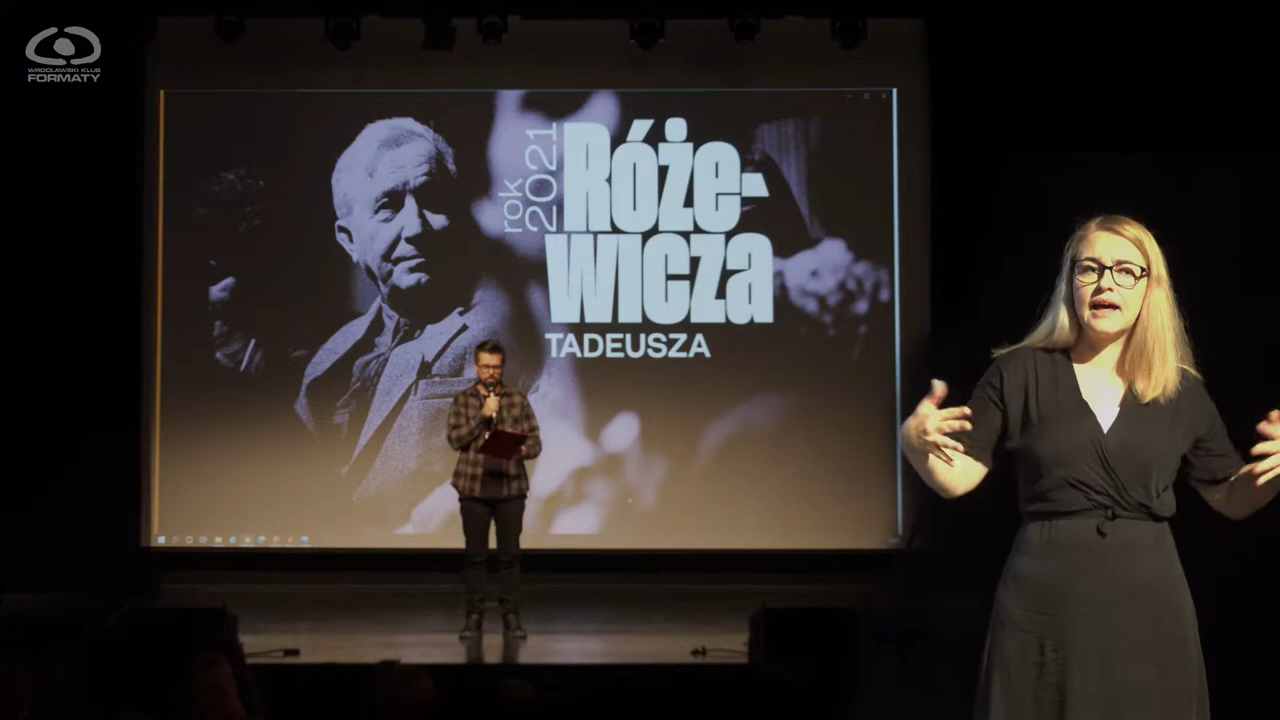 WROCŁAWSKI KLUB
FORMATY
rok
2021
Róże-
wicza
TADEUSZA